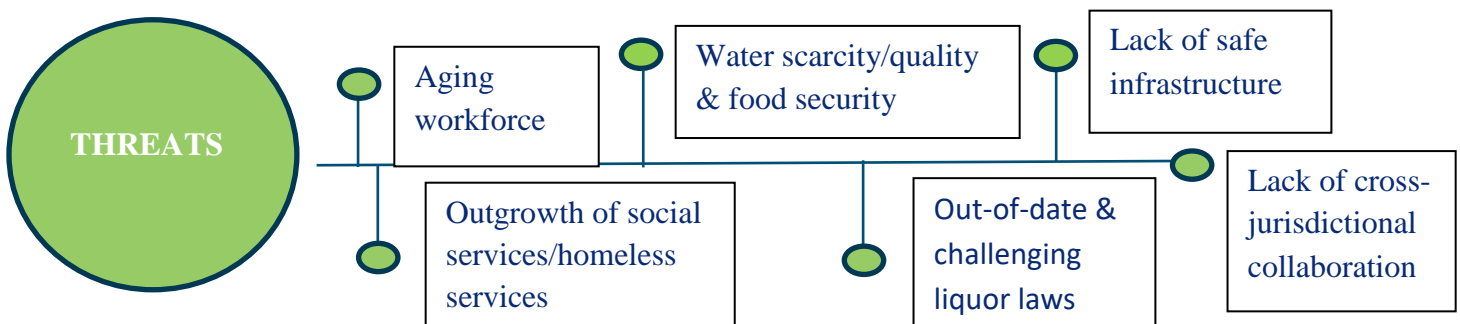 THREATS
Aging
workforce
Outgrowth of social
services/homeless
services
Water scarcity/quality
& food security
Out-of-date &
challenging
liquor laws
Lack of safe
infrastructure
Lack of cross-
jurisdictional
collaboration